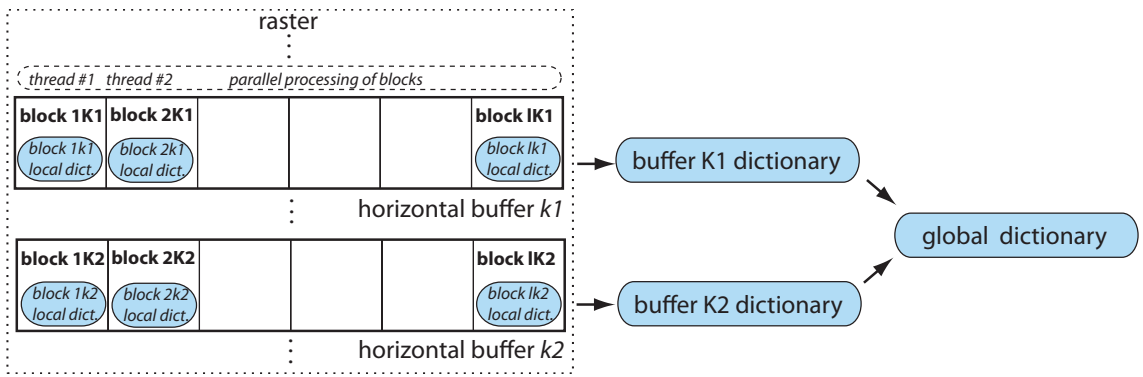 raster
thread #1 thread #2 parallel processing of blocks
block 1K1 block 2K1 block lK1
block 1k1 block 2k1 block lk1
local dict. local dict. local dict.
buffer K1 dictionary
horizontal buffer k1
global dictionary
block 1K2 block 2K2 block lK2
block 1k2 block 2k2 block lk2
local dict. local dict. local dict.
buffer K2 dictionary
horizontal buffer k2